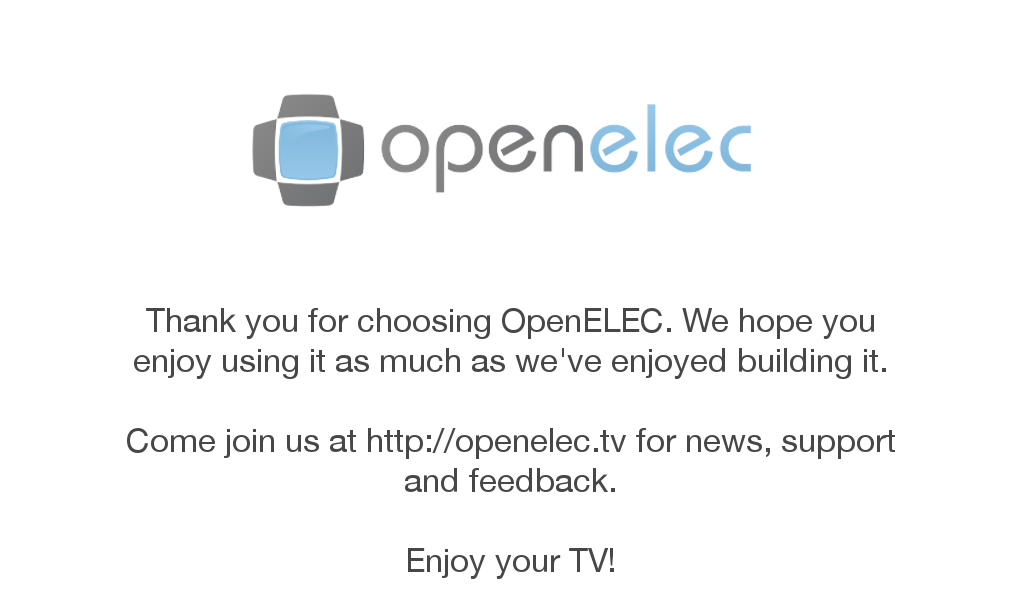 openelec
Thank you for choosing OpenELEC. We hope you
enjoy using it as much as we've enjoyed building it.
Come join us at http://openelec.tv for news, support
and feedback.
Enjoy your TV!